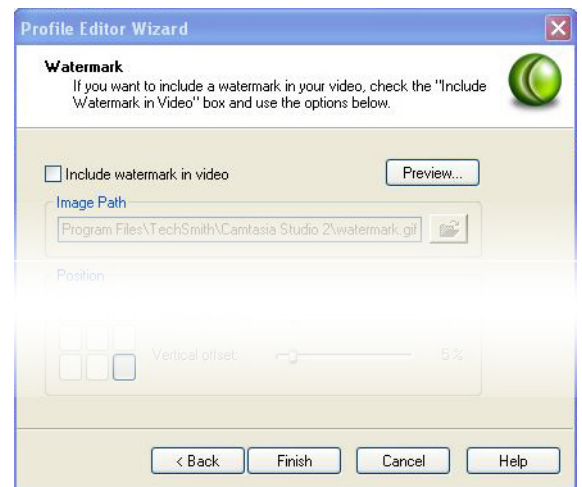 Profile Editor Wizard
Watermark
If you want to include a watermark in your video, check the "Include
Watermark in Video" box and use the options below.
Include watermark in video
Preview...
Image Path
Program Files\TechSmith\Camtasia Studio 2\watermark.gif
Position
Vertical offset:
5 %
< Back
Finish
Cancel
Help